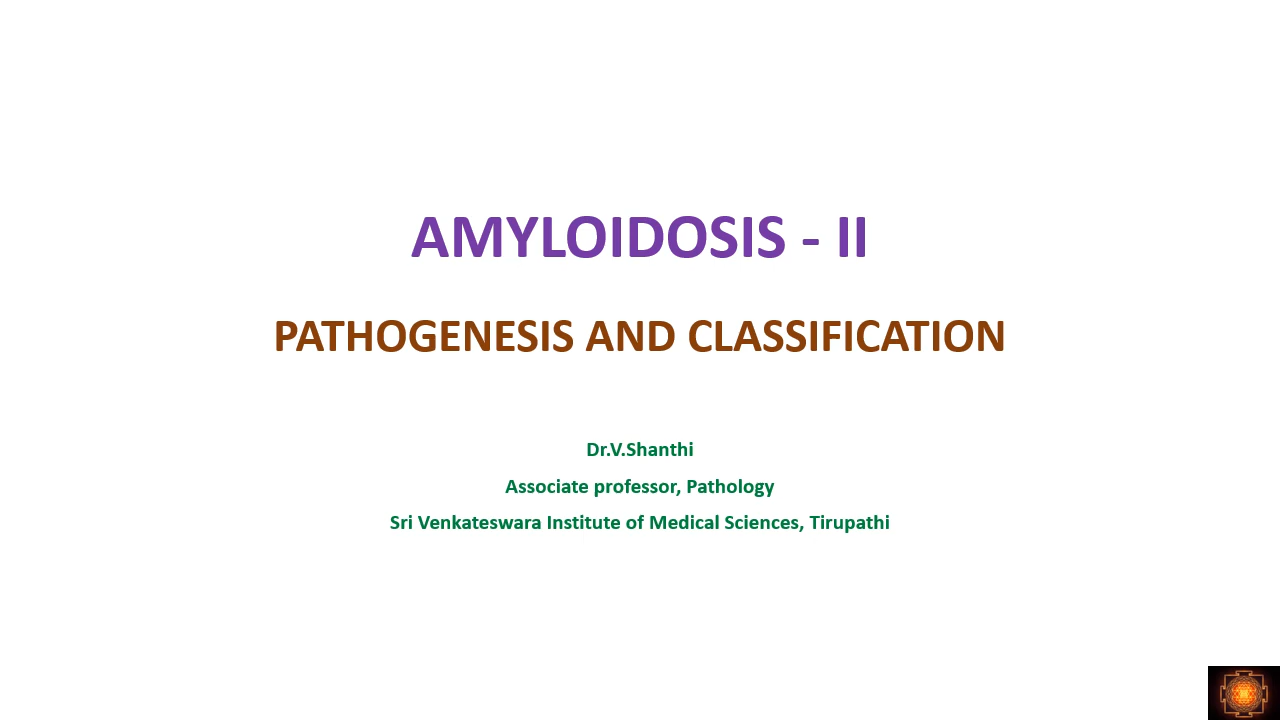 AMYLOIDOSIS - II
PATHOGENESIS AND CLASSIFICATION
Dr.V.Shanthi
Associate professor, Pathology
Sri Venkateswara Institute of Medical Sciences, Tirupathi